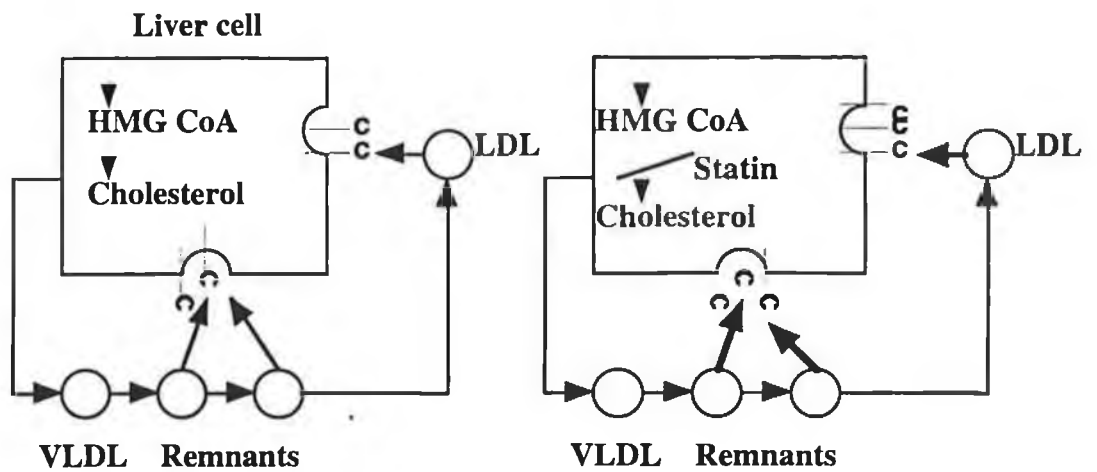 Liver cell
HMG CoA
Cholesterol
C
C
LDL
C
C
VLDL Remnants
HMG CoA
Statin
Cholesterol
C
C
C
LDL
C
C
C
VLDL Remnants